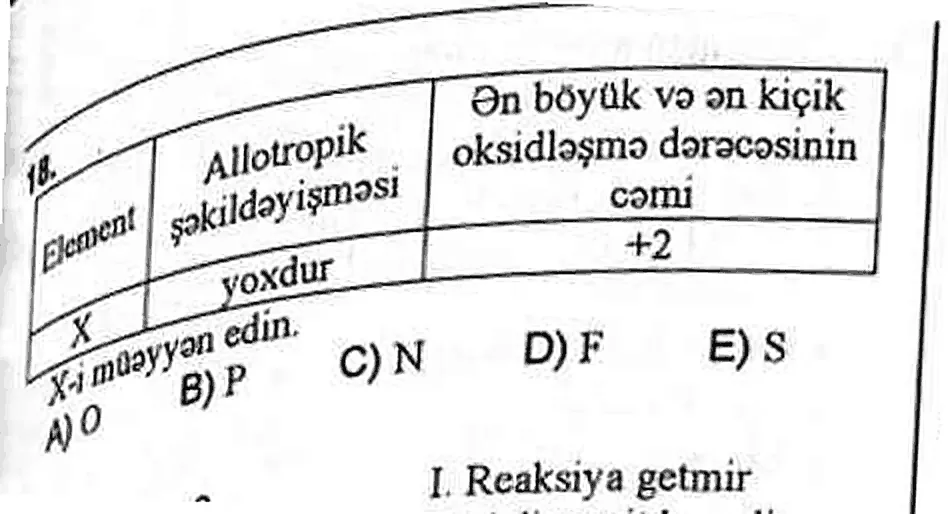 18.
Element
Allotropik
şəkildəyişməsi
Ən böyük və ən kiçik
oksidləşmə dərəcəsinin
cəmi
X
yoxdur
+2
X-i müəyyən edin.
A) O B) P C) N D) F E) S
I. Reaksiya getmir